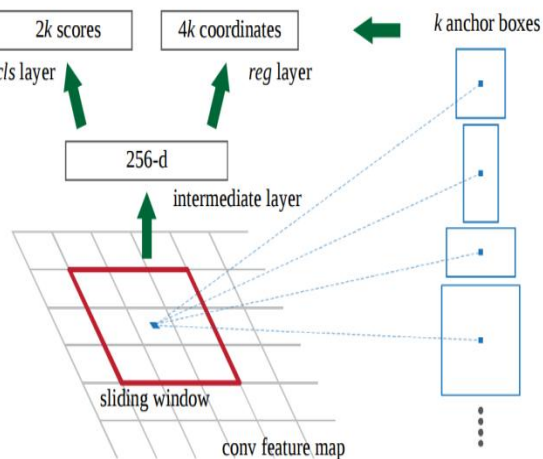 2k scores
4k coordinates
k anchor boxes
cls layer
reg layer
256-d
intermediate layer
sliding window
conv feature map